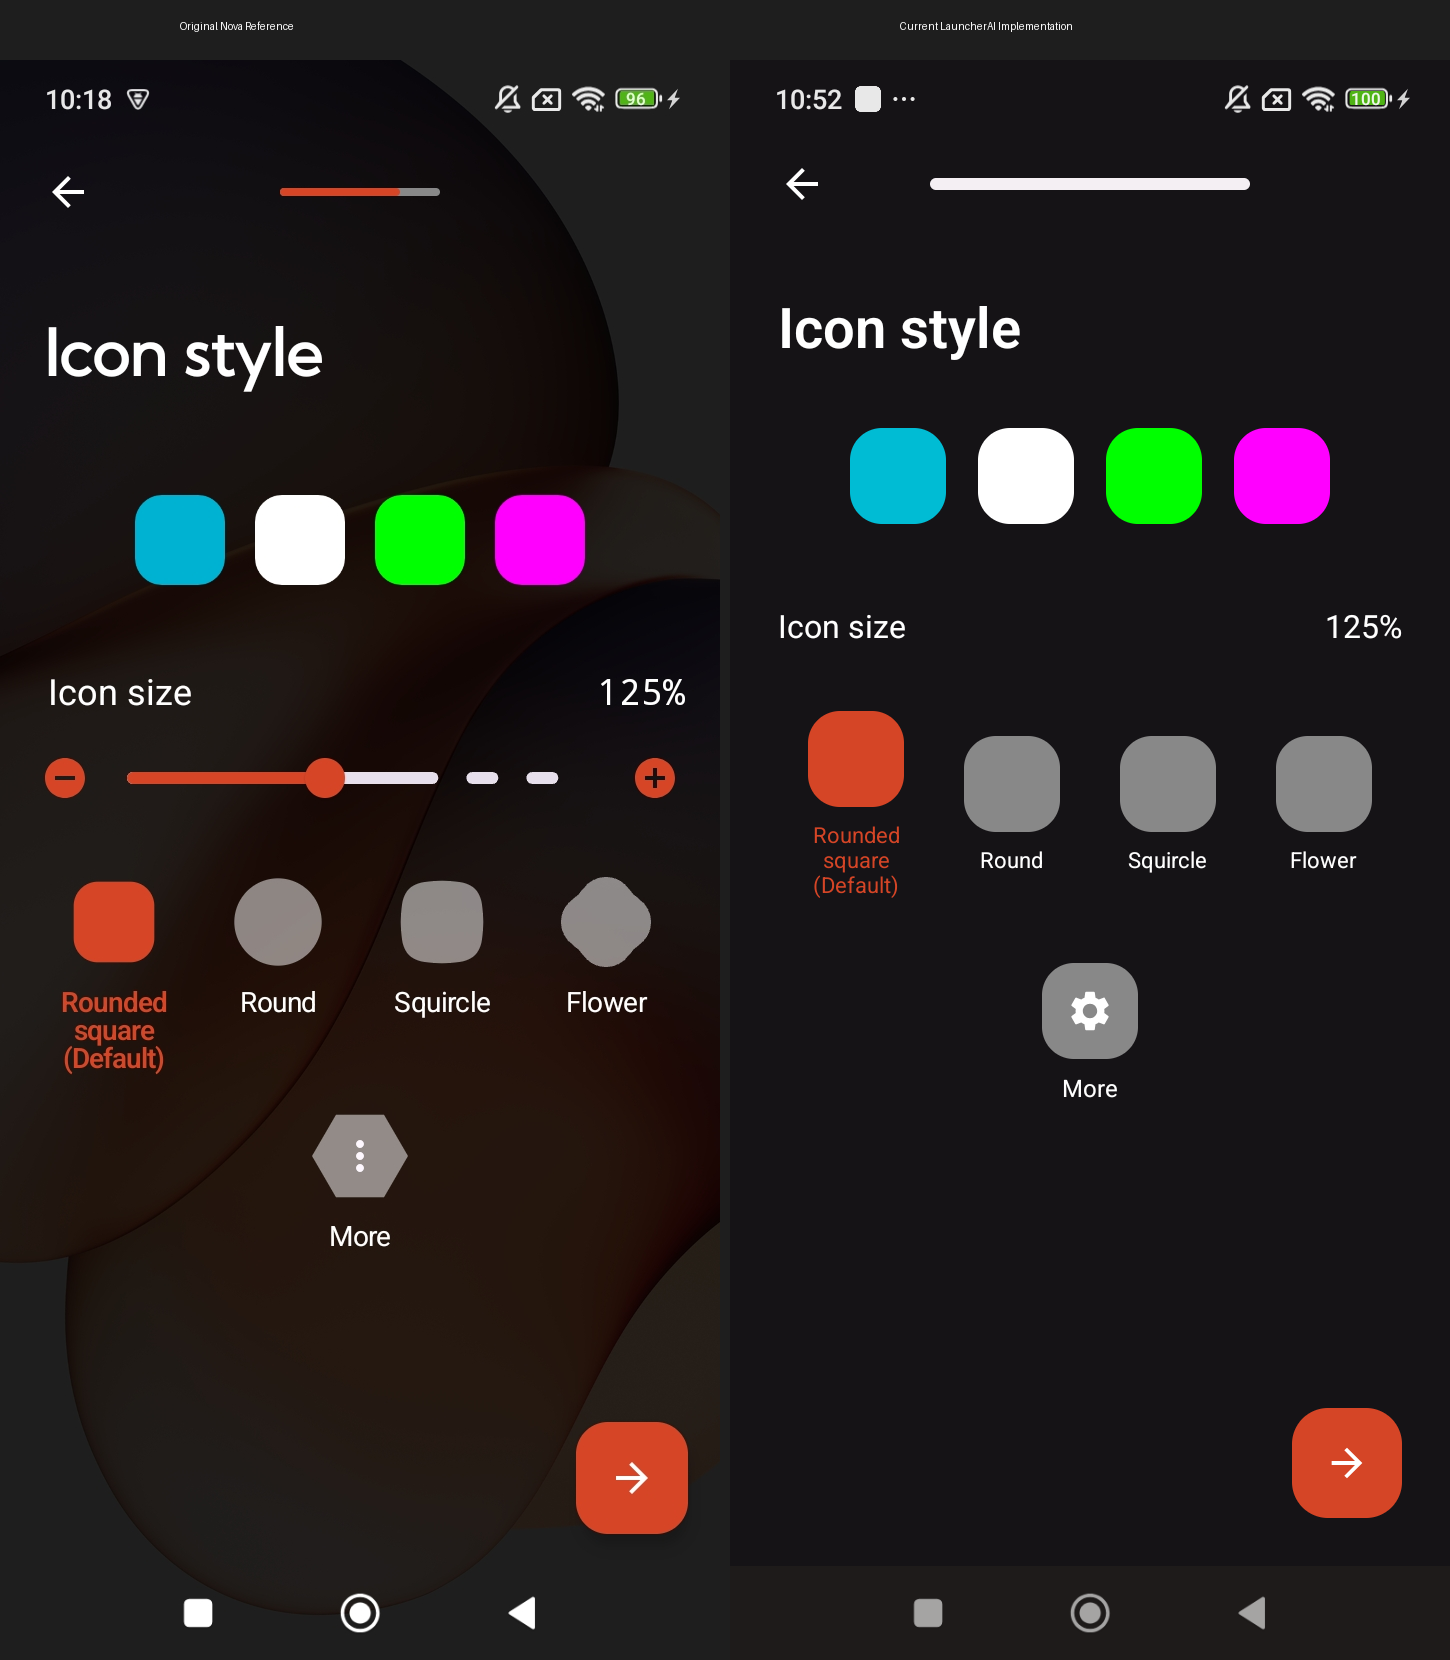 Original Nova Reference
10:18
96
Icon style
Icon size
125%
Rounded
square
(Default)
Round
Squircle
Flower
More
Current LauncherAI Implementation
10:52
100
Icon style
Icon size
125%
Rounded
square
(Default)
Round
Squircle
Flower
More